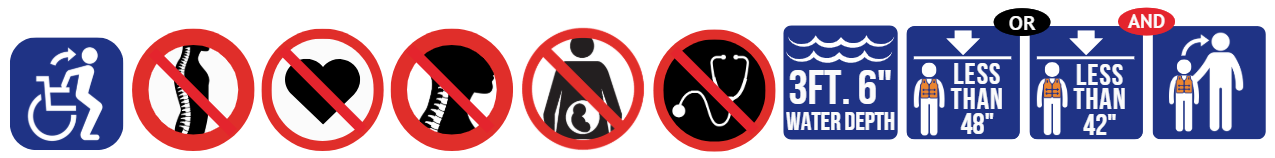 3FT. 6"
WATER DEPTH
LESS
THAN
48"
OR
LESS
THAN
42"
AND